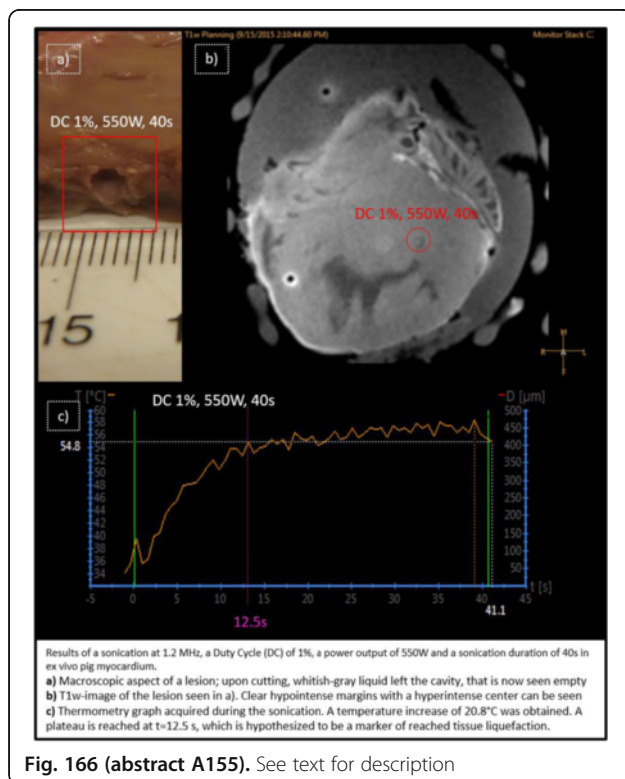 T1w Planning (9/15/2015 2:10:44.60 PM)
Monitor Stack C
a)
b)
DC 1%, 550W, 40s
DC 1%, 550W, 40s
15
H
R A L
F
T [°C]
DC 1%, 550W, 40s
D [µm]
c)
60
58
56
54
52
50
48
46
44
42
40
38
36
34
54.8
500
450
400
350
300
250
200
150
100
50
-5 0 5 10 15 20 25 30 35 40 45
t [s]
12.5s
41.1
Results of a sonication at 1.2 MHz, a Duty Cycle (DC) of 1%, a power output of 550W and a sonication duration of 40s in
ex vivo pig myocardium.
a) Macroscopic aspect of a lesion; upon cutting, whitish-gray liquid left the cavity, that is now seen empty
b) T1w-image of the lesion seen in a). Clear hypointense margins with a hyperintense center can be seen
c) Thermometry graph acquired during the sonication. A temperature increase of 20.8°C was obtained. A
plateau is reached at t=12.5 s, which is hypothesized to be a marker of reached tissue liquefaction.
Fig. 166 (abstract A155). See text for description